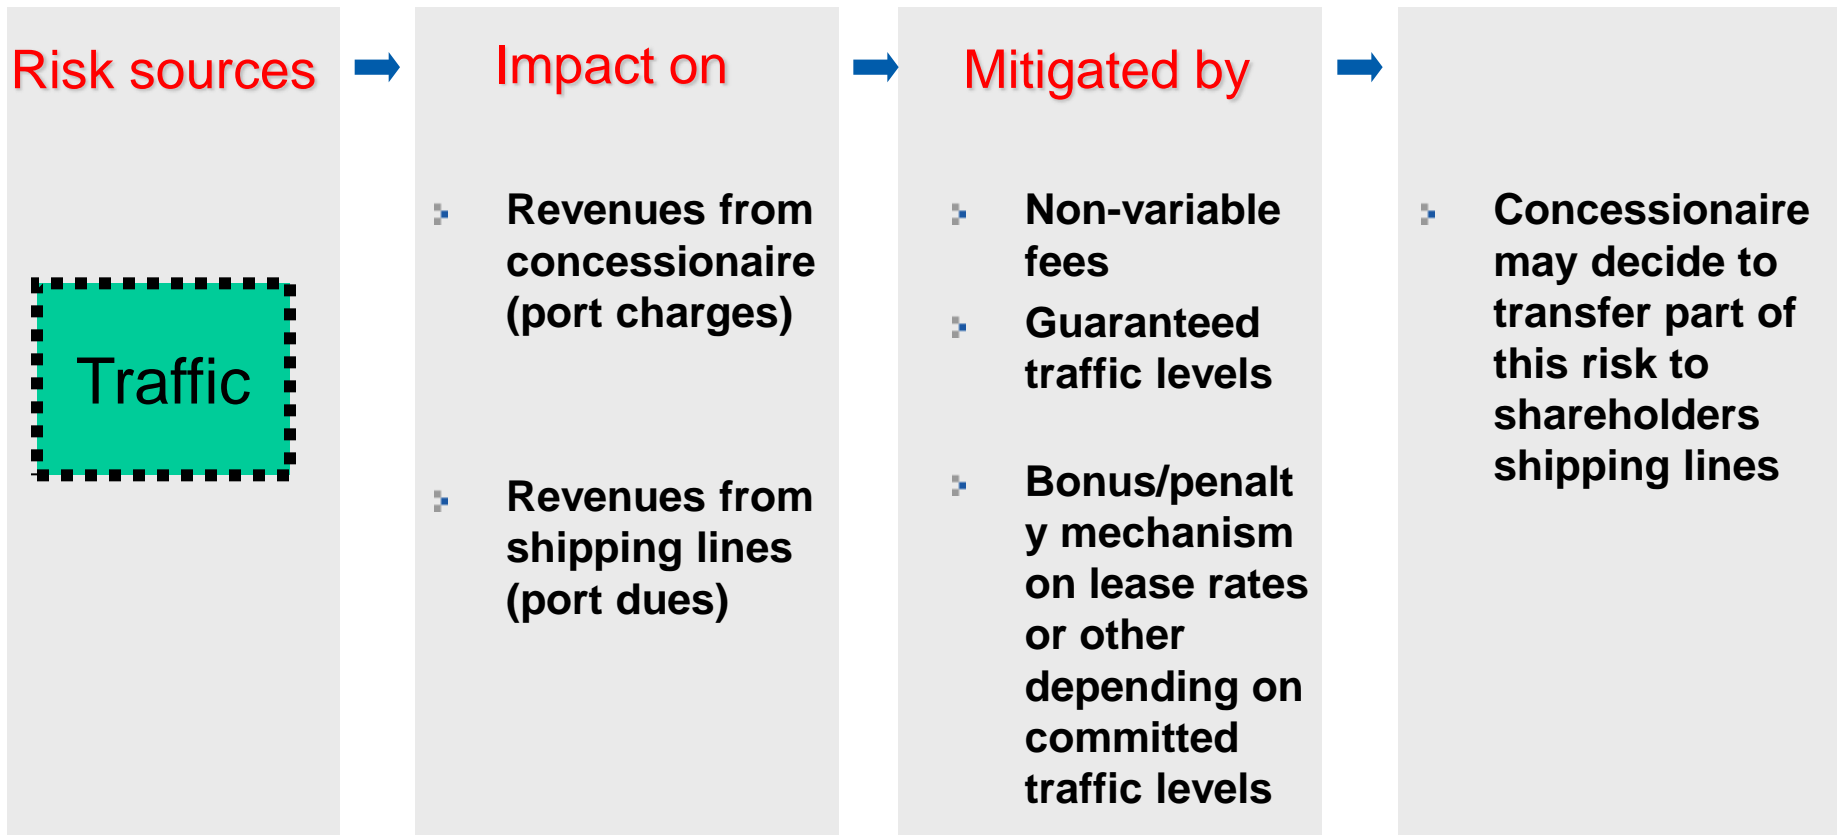 Risk sources
Traffic
Impact on
Revenues from
concessionaire
(port charges)
Revenues from
shipping lines
(port dues)
Mitigated by
Non-variable
fees
Guaranteed
traffic levels
Bonus/penalt
y mechanism
on lease rates
or other
depending on
committed
traffic levels
Concessionaire
may decide to
transfer part of
this risk to
shareholders
shipping lines